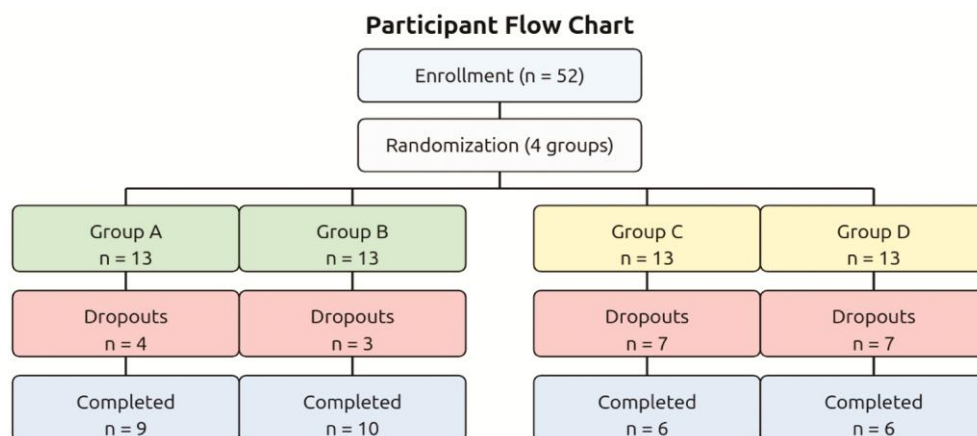 Participant Flow Chart
Enrollment (n = 52)
Randomization (4 groups)
Group A
n = 13
Group B
n = 13
Group C
n = 13
Group D
n = 13
Dropouts
n = 4
Dropouts
n = 3
Dropouts
n = 7
Dropouts
n = 7
Completed
n = 9
Completed
n = 10
Completed
n = 6
Completed
n = 6